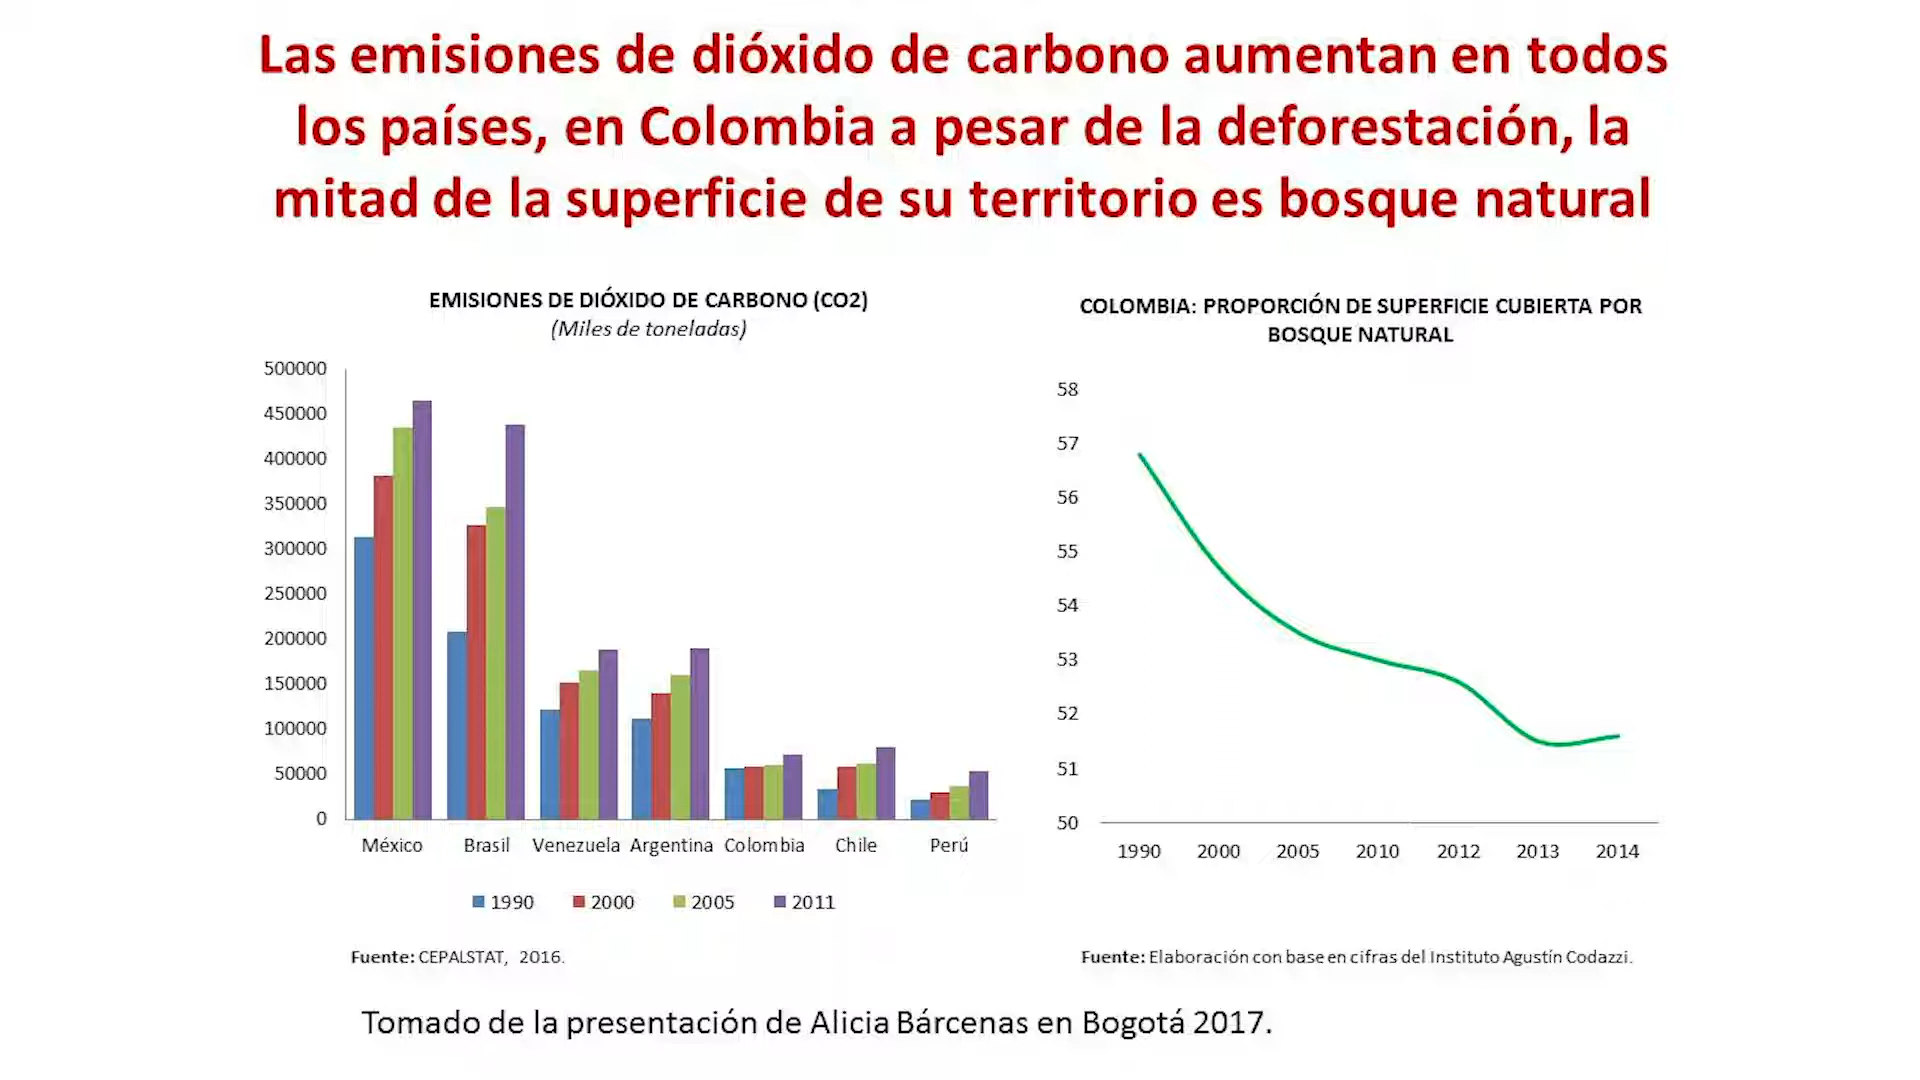 Las emisiones de dióxido de carbono aumentan en todos
los países, en Colombia a pesar de la deforestación, la
mitad de la superficie de su territorio es bosque natural
EMISIONES DE DIÓXIDO DE CARBONO (CO2)
(Miles de toneladas)
500000
450000
400000
350000
300000
250000
200000
150000
100000
50000
0
México Brasil Venezuela Argentina Colombia Chile Perú
1990 2000 2005 2011
Fuente: CEPALSTAT, 2016.
COLOMBIA: PROPORCIÓN DE SUPERFICIE CUBIERTA POR
BOSQUE NATURAL
58
57
56
55
54
53
52
51
50
1990 2000 2005 2010 2012 2013 2014
Fuente: Elaboración con base en cifras del Instituto Agustín Codazzi.
Tomado de la presentación de Alicia Bárcenas en Bogotá 2017.